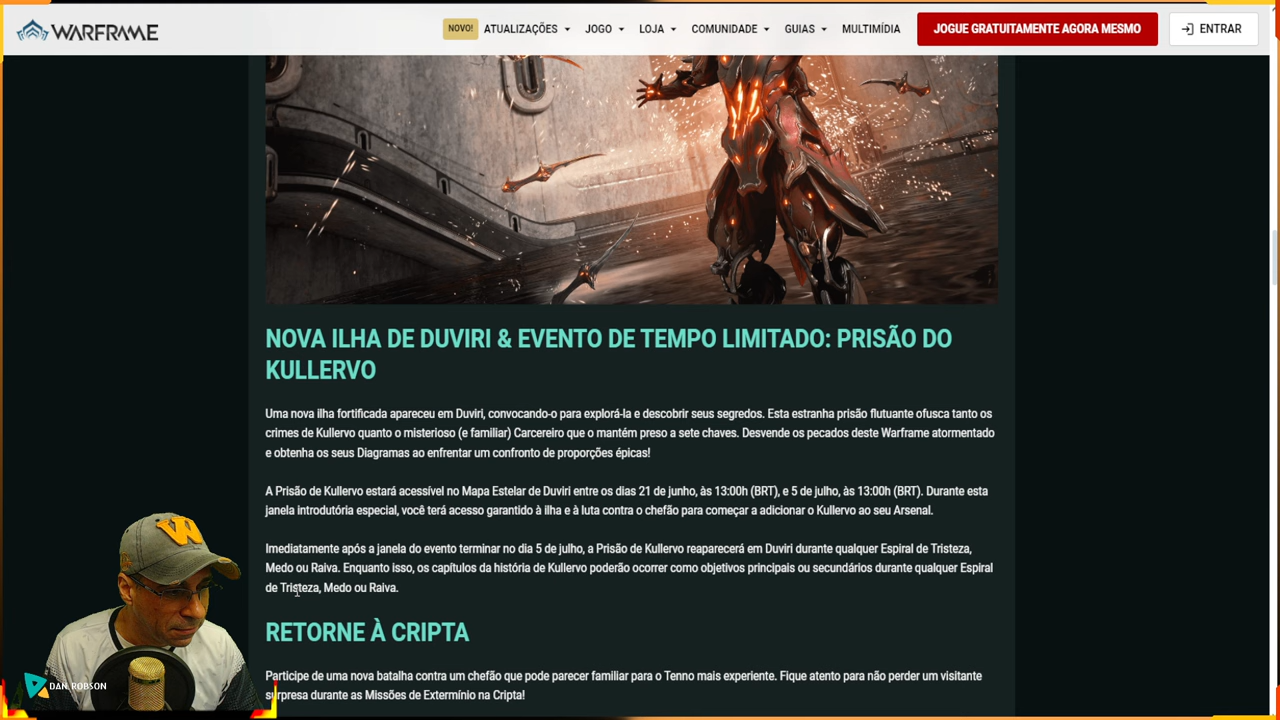 WARFRAME
NOVO! ATUALIZAÇÕES JOGO LOJA COMUNIDADE GUIAS MULTIMÍDIA JOGUE GRATUITAMENTE AGORA MESMO ENTRAR
NOVA ILHA DE DUVIRI & EVENTO DE TEMPO LIMITADO: PRISÃO DO
KULLERVO
Uma nova ilha fortificada apareceu em Duviri, convocando-o para explorá-la e descobrir seus segredos. Esta estranha prisão flutuante ofusca tanto os
crimes de Kullervo quanto o misterioso (e familiar) Carcereiro que o mantém preso a sete chaves. Desvende os pecados deste Warframe atormentado
e obtenha os seus Diagramas ao enfrentar um confronto de proporções épicas!
A Prisão de Kullervo estará acessível no Mapa Estelar de Duviri entre os dias 21 de junho, às 13:00h (BRT), e 5 de julho, às 13:00h (BRT). Durante esta
janela introdutória especial, você terá acesso garantido à ilha e à luta contra o chefão para começar a adicionar o Kullervo ao seu Arsenal.
Imediatamente após a janela do evento terminar no dia 5 de julho, a Prisão de Kullervo reaparecerá em Duviri durante qualquer Espiral de Tristeza,
Medo ou Raiva. Enquanto isso, os capítulos da história de Kullervo poderão ocorrer como objetivos principais ou secundários durante qualquer Espiral
de Tristeza, Medo ou Raiva.
RETORNE À CRIPTA
Participe de uma nova batalha contra um chefão que pode parecer familiar para o Tenno mais experiente. Fique atento para não perder um visitante
surpresa durante as Missões de Extermínio na Cripta!
W
DAN_ROBSON